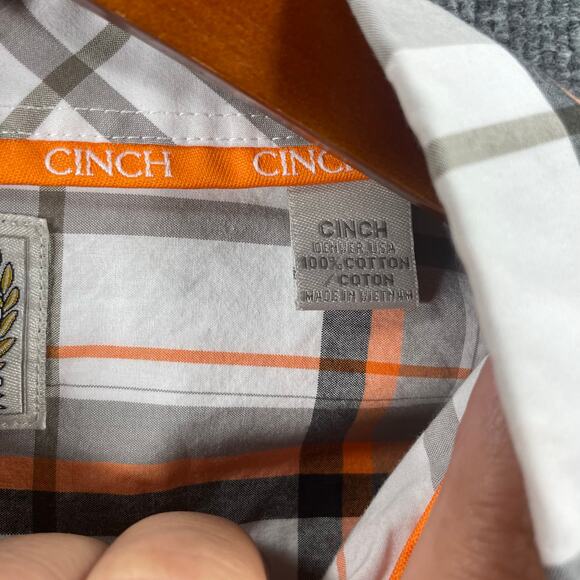 CINCH CINCH
CINCH
DENVER, USA
100% COTTON
/ COTON
MADE IN VIETNAM